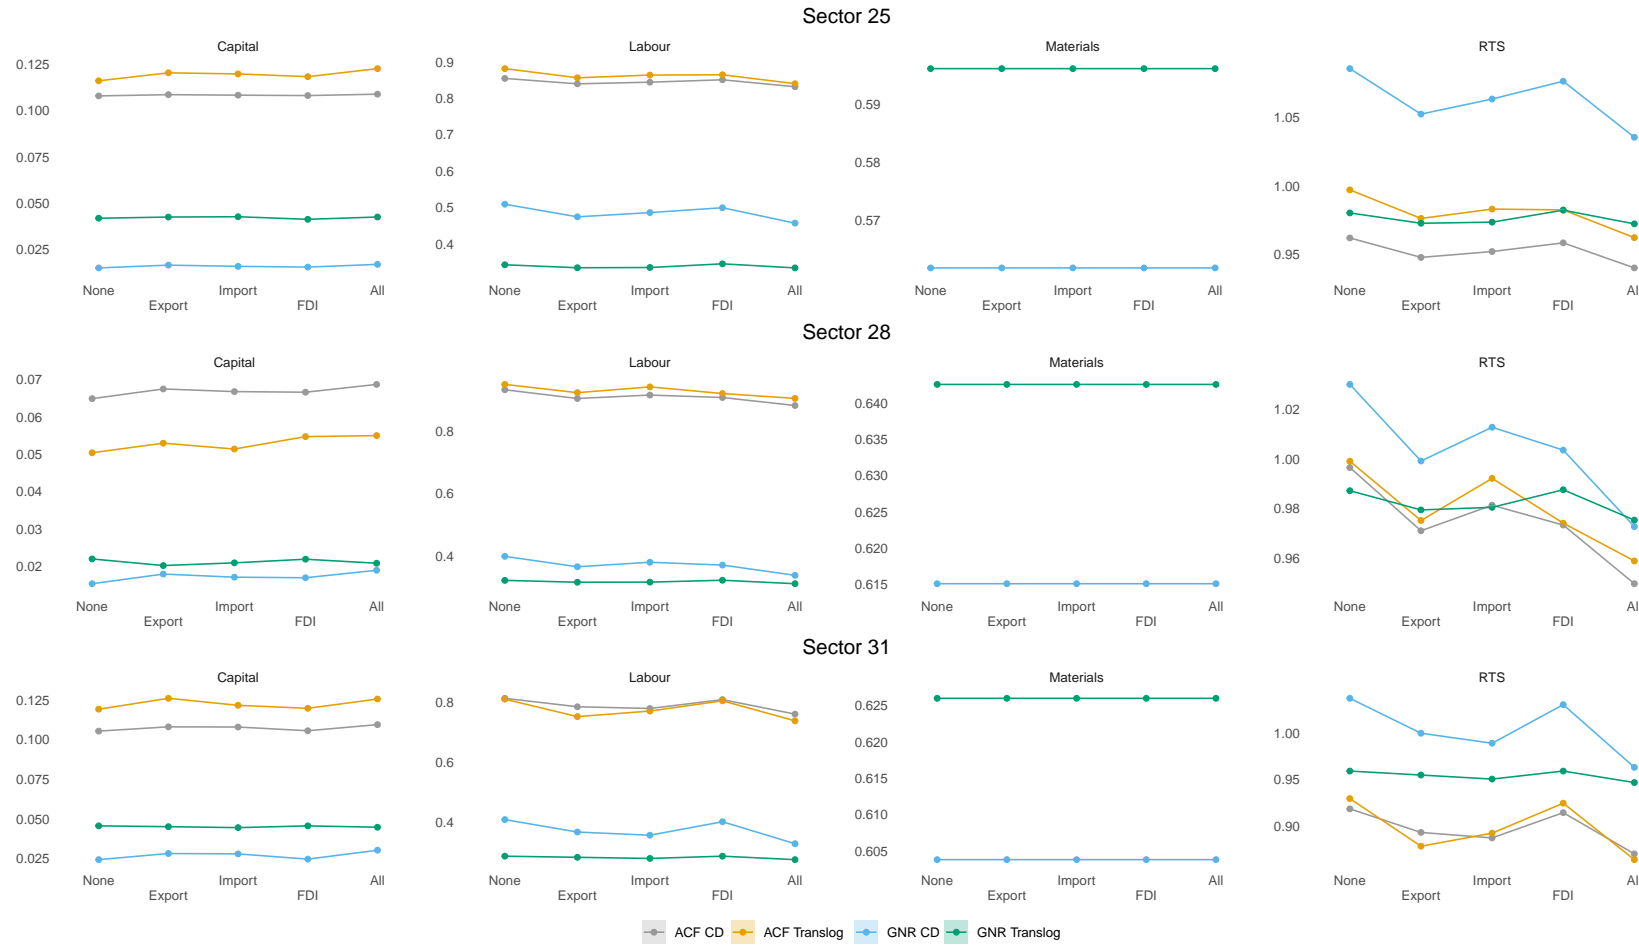 Sector 25
Capital Labour Materials RTS
0.125
0.100
0.075
0.050
0.025
0.9
0.8
0.7
0.6
0.5
0.4
0.59
0.58
0.57
1.05
1.00
0.95
None Export Import FDI All
None Export Import FDI All
None Export Import FDI All
None Export Import FDI Al
Sector 28
Capital Labour Materials RTS
0.07
0.06
0.05
0.04
0.03
0.02
0.8
0.6
0.4
0.640
0.635
0.630
0.625
0.620
0.615
1.02
1.00
0.98
0.96
None Export Import FDI All
None Export Import FDI All
None Export Import FDI All
None Export Import FDI Al
Sector 31
Capital Labour Materials RTS
0.125
0.100
0.075
0.050
0.025
0.8
0.6
0.4
0.625
0.620
0.615
0.610
0.605
1.00
0.95
0.90
None Export Import FDI All
None Export Import FDI All
None Export Import FDI All
None Export Import FDI Al
ACF CD ACF Translog GNR CD GNR Translog